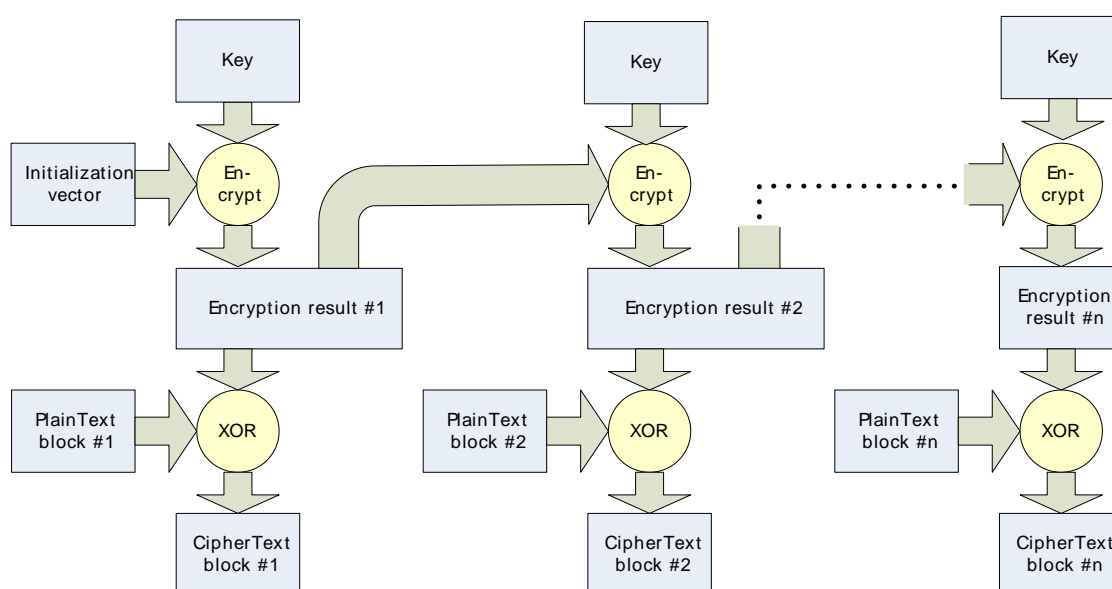 Key
Key
Key
Initialization
vector
En-
crypt
En-
crypt
En-
crypt
Encryption result #1
Encryption result #2
Encryption
result #n
PlainText
block #1
XOR
PlainText
block #2
XOR
PlainText
block #n
XOR
CipherText
block #1
CipherText
block #2
CipherText
block #n